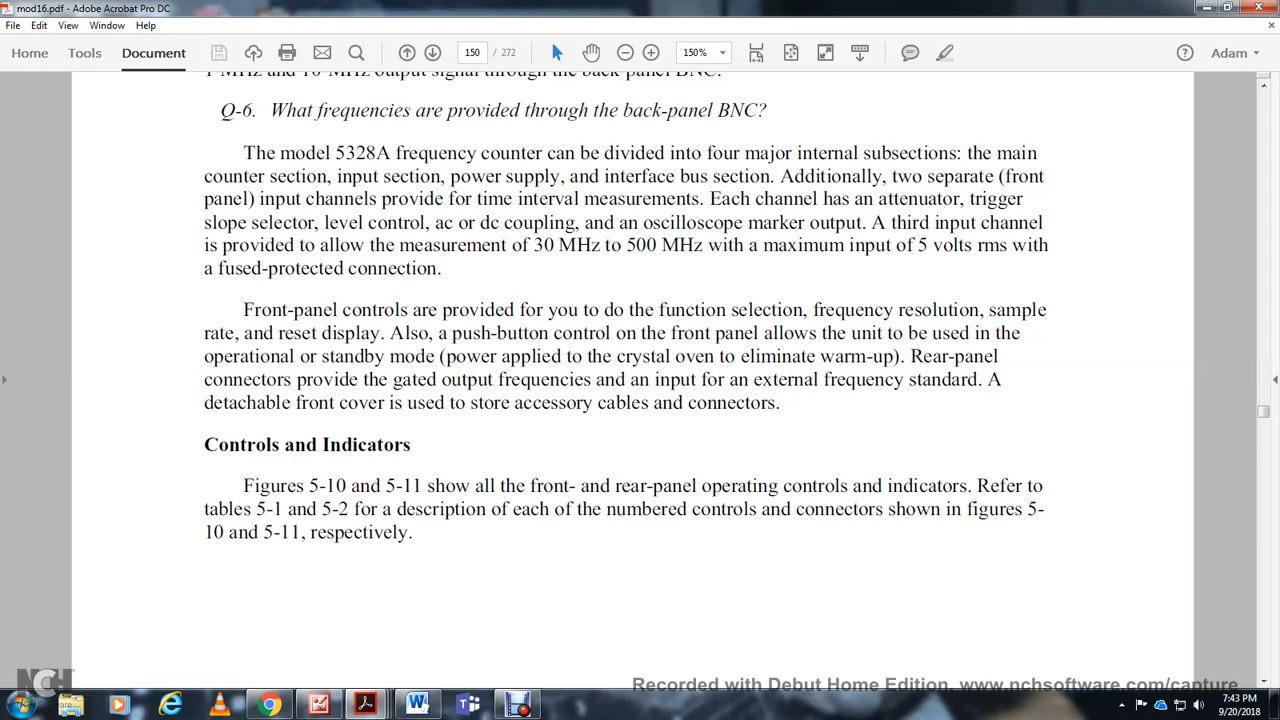 mod16.pdf - Adobe Acrobat Pro DC
File Edit View Window Help
Home Tools Document 150 / 272 150% Adam
1-MHz and 10-MHz output signal through the back-panel BNC.
Q-6. What frequencies are provided through the back-panel BNC?
The model 5328A frequency counter can be divided into four major internal subsections: the main
counter section, input section, power supply, and interface bus section. Additionally, two separate (front
panel) input channels provide for time interval measurements. Each channel has an attenuator, trigger
slope selector, level control, ac or dc coupling, and an oscilloscope marker output. A third input channel
is provided to allow the measurement of 30 MHz to 500 MHz with a maximum input of 5 volts rms with
a fused-protected connection.
Front-panel controls are provided for you to do the function selection, frequency resolution, sample
rate, and reset display. Also, a push-button control on the front panel allows the unit to be used in the
operational or standby mode (power applied to the crystal oven to eliminate warm-up). Rear-panel
connectors provide the gated output frequencies and an input for an external frequency standard. A
detachable front cover is used to store accessory cables and connectors.
Controls and Indicators
Figures 5-10 and 5-11 show all the front- and rear-panel operating controls and indicators. Refer to
tables 5-1 and 5-2 for a description of each of the numbered controls and connectors shown in figures 5-
10 and 5-11, respectively.
NCH
Recorded with Debut Home Edition. www.nchsoftware.com/capture
7:43 PM
9/20/2018